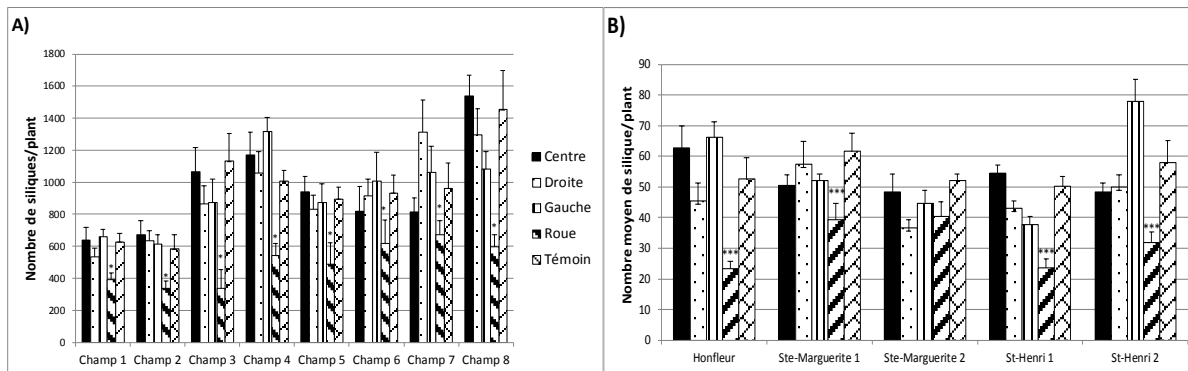 A)
Nombre de siliques/plant
1800
1600
1400
1200
1000
800
600
400
200
0
* * * * * * * *
Champ 1 Champ 2 Champ 3 Champ 4 Champ 5 Champ 6 Champ 7 Champ 8
Centre
Droite
Gauche
Roue
Témoin
B)
Nombre moyen de silique/plant
90
80
70
60
50
40
30
20
10
0
*** *** *** ***
Honfleur Ste-Marguerite 1 Ste-Marguerite 2 St-Henri 1 St-Henri 2